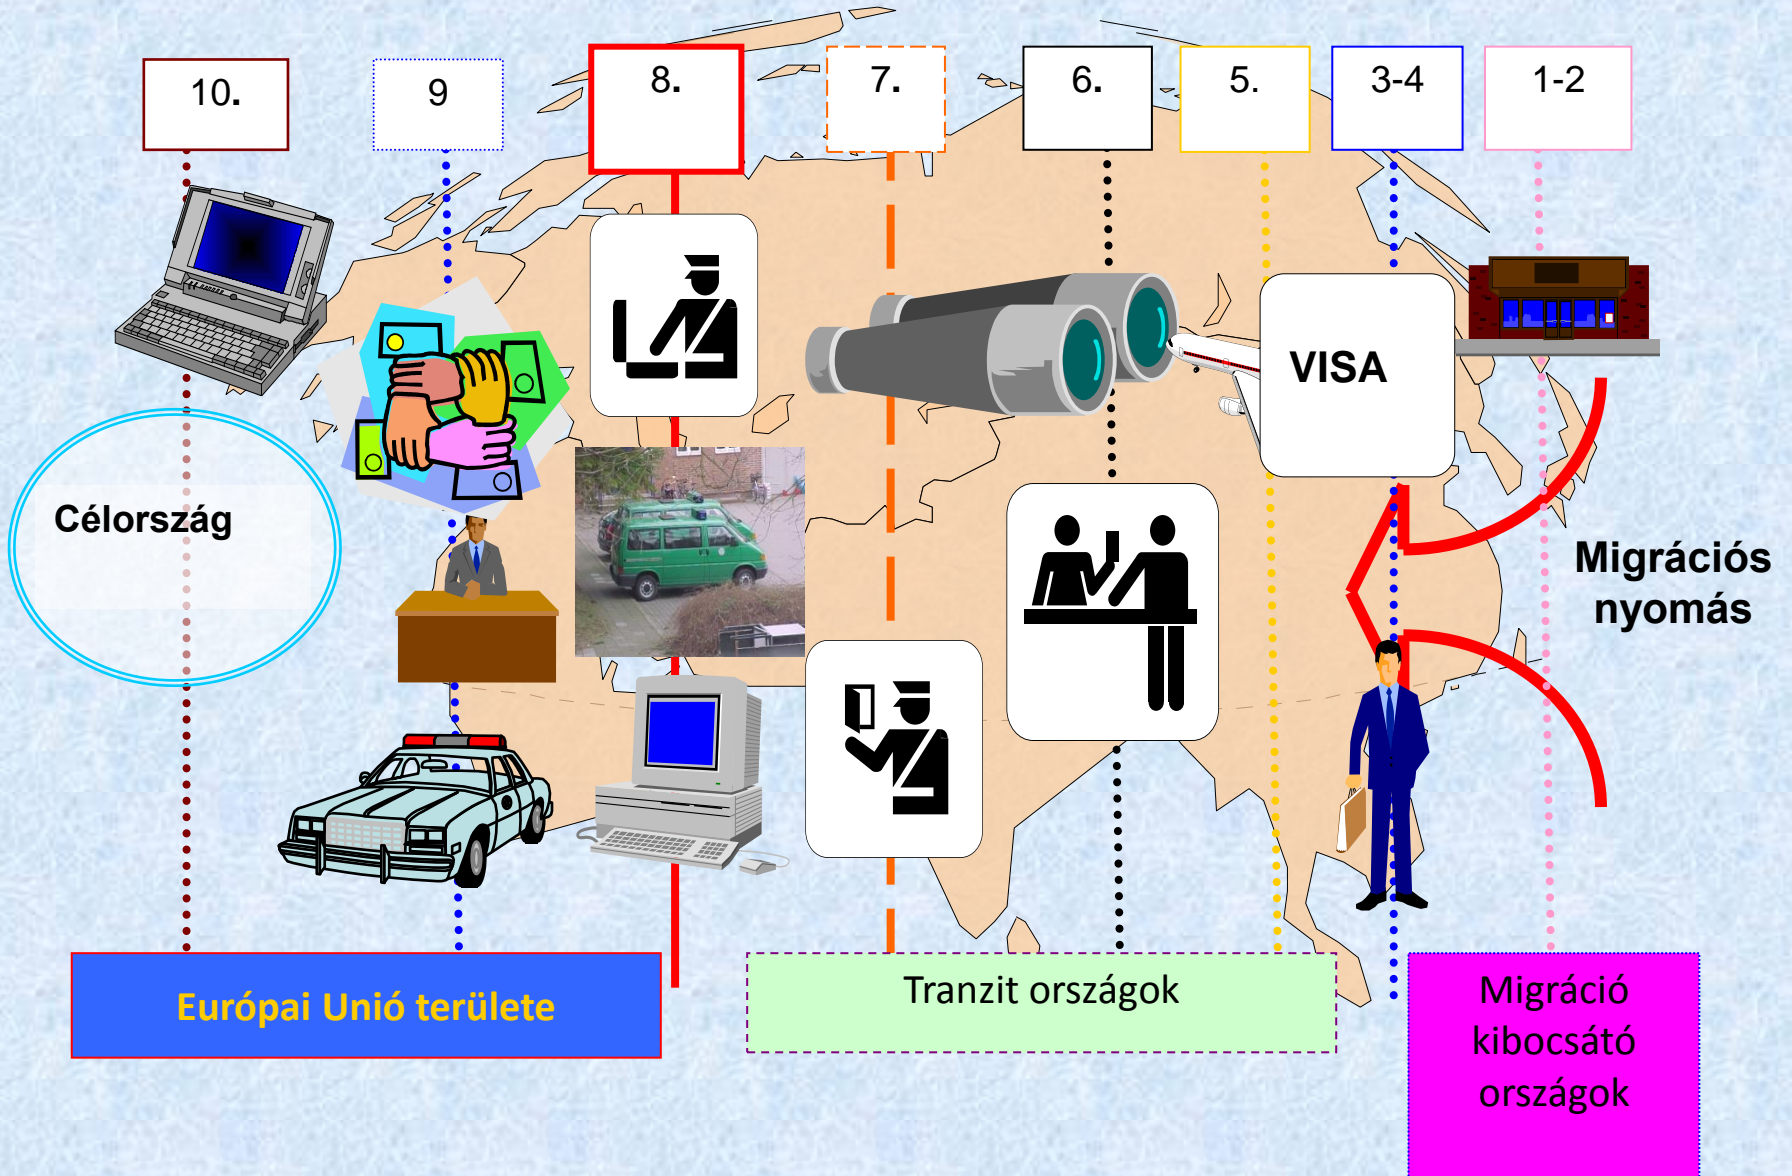 10.
9
8.
7.
6.
5.
3-4
1-2
VISA
Célország
Migrációs
nyomás
Európai Unió területe
Tranzit országok
Migráció
kibocsátó
országok